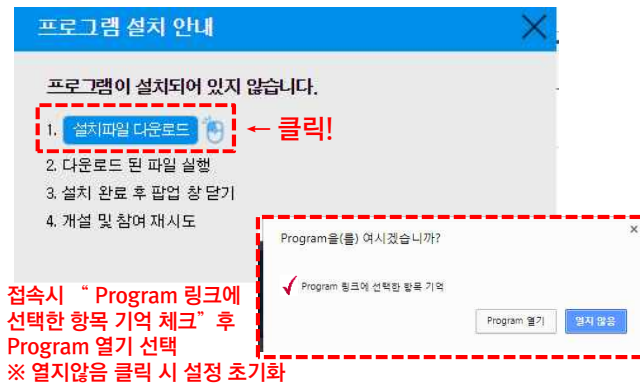 프로그램 설치 안내
프로그램이 설치되어 있지 않습니다.
1. 설치파일 다운로드 ← 클릭!
2. 다운로드 된 파일 실행
3. 설치 완료 후 팝업 창 닫기
4. 개설 및 참여 재시도
Program을(를) 여시겠습니까?
Program 링크에 선택한 항목 기억
Program 열기 열지 않음
접속시 “ Program 링크에
선택한 항목 기억 체크” 후
Program 열기 선택
※ 열지않음 클릭 시 설정 초기화